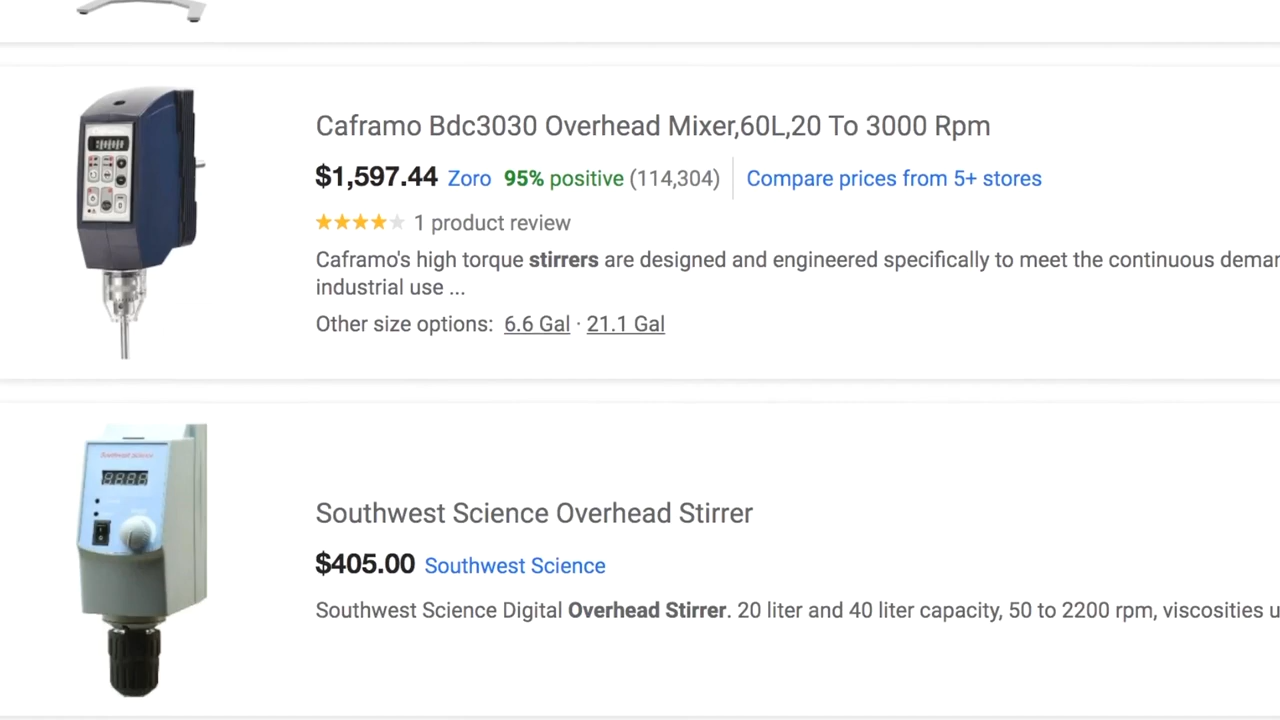 Caframo Bdc3030 Overhead Mixer,60L,20 To 3000 Rpm
$1,597.44 Zoro 95% positive (114,304) Compare prices from 5+ stores
1 product review
Caframo's high torque stirrers are designed and engineered specifically to meet the continuous
industrial use ...
Other size options: 6.6 Gal · 21.1 Gal
Southwest Science
Southwest Science Overhead Stirrer
$405.00 Southwest Science
Southwest Science Digital Overhead Stirrer. 20 liter and 40 liter capacity, 50 to 2200 rpm, viscosities